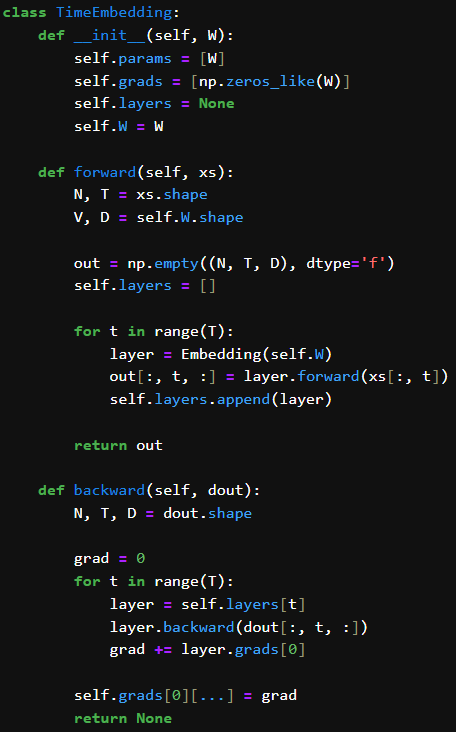 class TimeEmbedding:
    def __init__(self, W):
        self.params = [W]
        self.grads = [np.zeros_like(W)]
        self.layers = None
        self.W = W

    def forward(self, xs):
        N, T = xs.shape
        V, D = self.W.shape

        out = np.empty((N, T, D), dtype='f')
        self.layers = []

        for t in range(T):
            layer = Embedding(self.W)
            out[:, t, :] = layer.forward(xs[:, t])
            self.layers.append(layer)

        return out

    def backward(self, dout):
        N, T, D = dout.shape

        grad = 0
        for t in range(T):
            layer = self.layers[t]
            layer.backward(dout[:, t, :])
            grad += layer.grads[0]

        self.grads[0][...] = grad
        return None